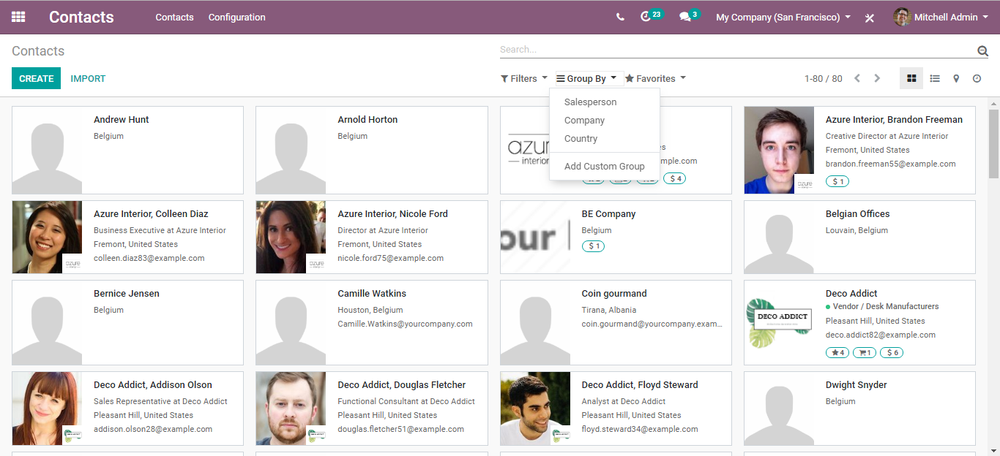 Contacts
Contacts
Configuration
23
3
My Company (San Francisco)
Mitchell Admin
Contacts
Search...
CREATE
IMPORT
Filters
Group By
Favorites
1-80 / 80
Salesperson
Company
Country
Add Custom Group
Andrew Hunt
Belgium
Arnold Horton
Belgium
interior
$ 4
Azure Interior, Brandon Freeman
Creative Director at Azure Interior
Fremont, United States
brandon.freeman55@example.com
$ 1
Azure Interior, Colleen Diaz
Business Executive at Azure Interior
Fremont, United States
colleen.diaz83@example.com
azure
Azure Interior, Nicole Ford
Director at Azure Interior
Fremont, United States
nicole.ford75@example.com
azure
our
BE Company
Belgium
$ 1
Belgian Offices
Louvain, Belgium
Bernice Jensen
Belgium
Camille Watkins
Houston, Belgium
Camille.Watkins@yourcompany.com
Coin gourmand
Tirana, Albania
coin.gourmand@yourcompany.exam...
DECO ADDICT
Deco Addict
Vendor / Desk Manufacturers
Pleasant Hill, United States
deco.addict82@example.com
4
1
$ 6
Deco Addict, Addison Olson
Sales Representative at Deco Addict
Pleasant Hill, United States
addison.olson28@example.com
Deco Addict, Douglas Fletcher
Functional Consultant at Deco Addict
Pleasant Hill, United States
douglas.fletcher51@example.com
Deco Addict, Floyd Steward
Analyst at Deco Addict
Pleasant Hill, United States
floyd.steward34@example.com
Dwight Snyder
Belgium